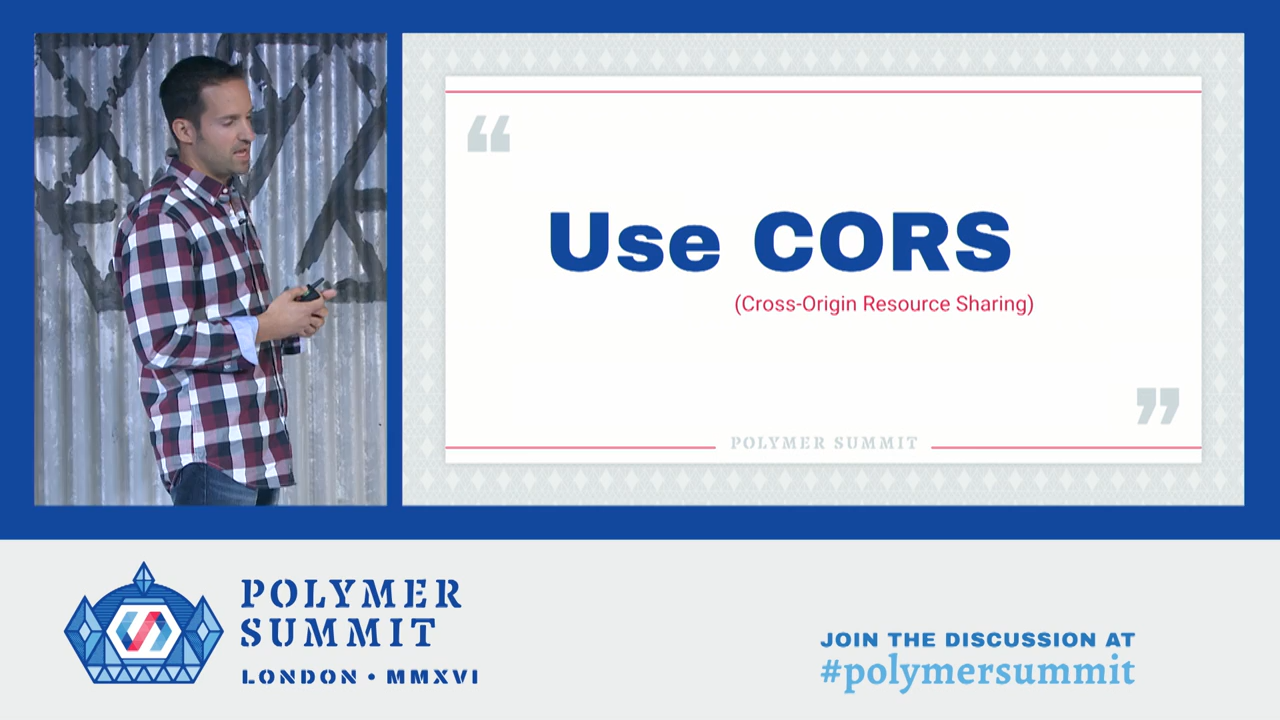 “
Use CORS
(Cross-Origin Resource Sharing)
”
POLYMER SUMMIT
POLYMER
SUMMIT
LONDON • MMXVI
JOIN THE DISCUSSION AT
#polymersummit